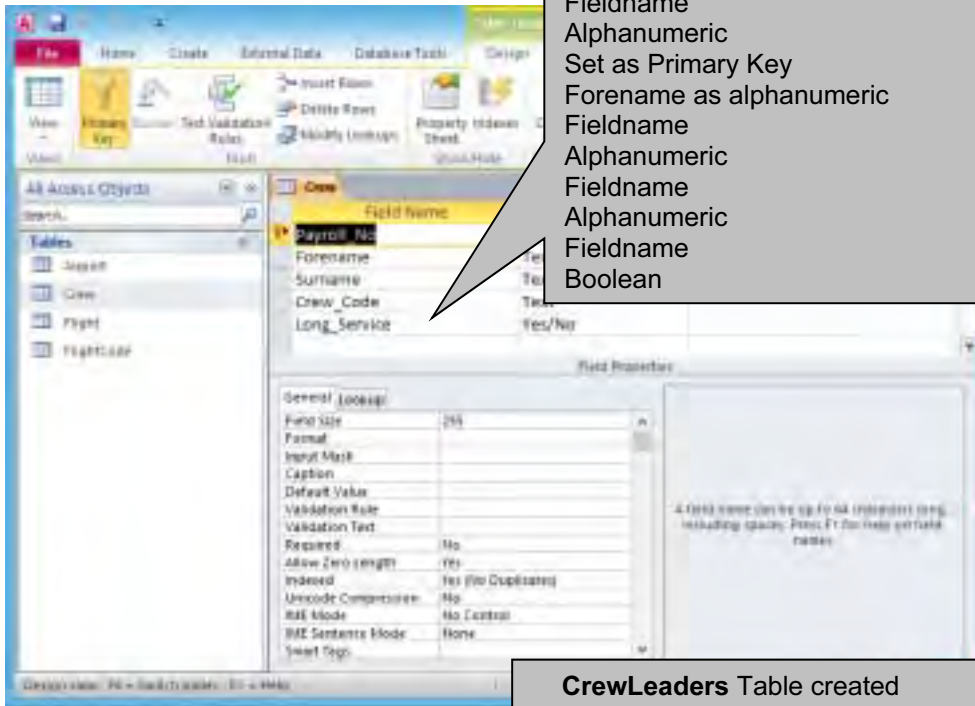 Fieldname
Alphanumeric
Set as Primary Key
Forename as alphanumeric
Fieldname
Alphanumeric
Fieldname
Alphanumeric
Fieldname
Boolean
File Home Create External Data Database Tools Design
Insert Rows
Delete Rows
Modify Lookups
View
Primary Key
Test Validation Rules
Property Sheet
Indexes
Views
Tools
Show/Hide
All Access Objects
Search...
Tables
Airport
Crew
Flight
FlightCode
Crew
Field Name
Payroll_No
Forename
Surname
Crew_Code Text
Long_Service Yes/No
Field Properties
General Lookup
Field Size 255
Format
Input Mask
Caption
Default Value
Validation Rule
Validation Text
Required No
Allow Zero Length Yes
Indexed Yes (No Duplicates)
Unicode Compression No
IME Mode No Control
IME Sentence Mode None
Smart Tags
A field name can be up to 64 characters long, including spaces. Press F1 for help on field names.
Design view. F6 = Switch panes. F1 = Help.
CrewLeaders Table created